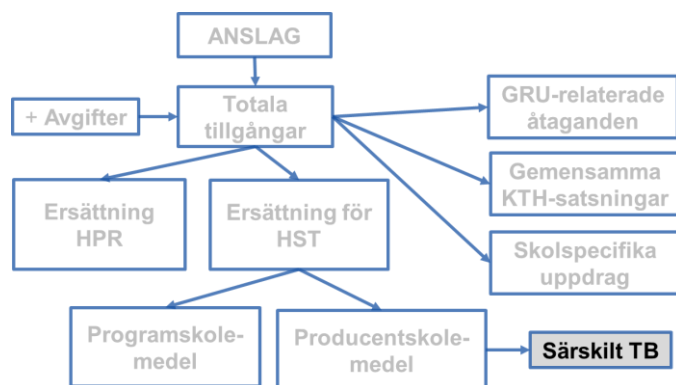 ANSLAG
+ Avgifter
Totala
tillgångar
GRU-relaterade
åtaganden
Gemensamma
KTH-satsningar
Skolspecifika
uppdrag
Ersättning
HPR
Ersättning för
HST
Programskole-
medel
Producentskole-
medel
Särskilt TB